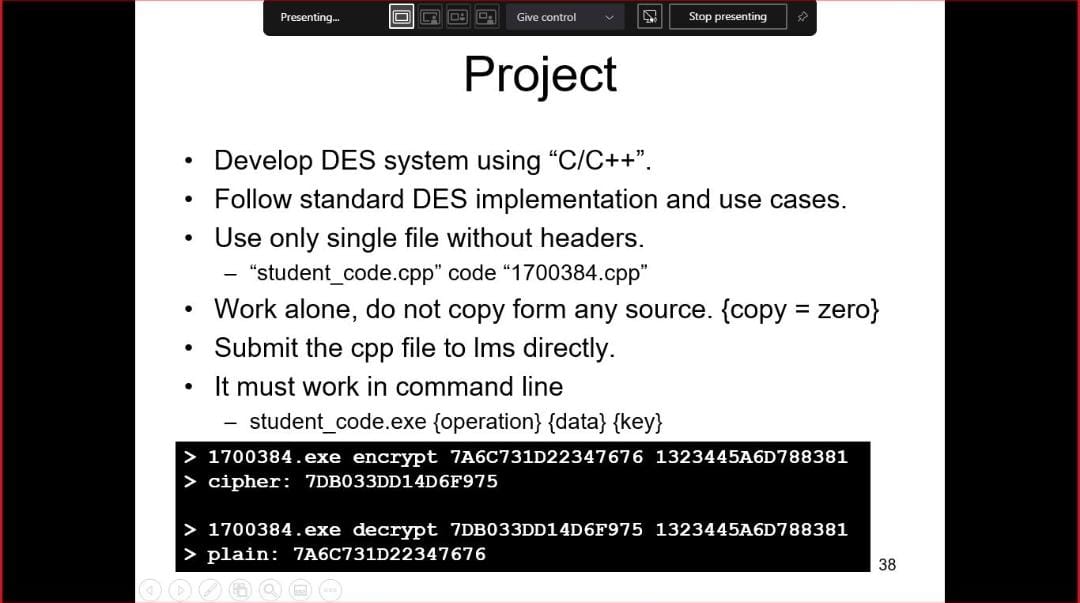 Presenting...
Give control
Stop presenting
Project
• Develop DES system using “C/C++”.
• Follow standard DES implementation and use cases.
• Use only single file without headers.
– “student_code.cpp” code “1700384.cpp”
• Work alone, do not copy form any source. {copy = zero}
• Submit the cpp file to lms directly.
• It must work in command line
– student_code.exe {operation} {data} {key}
> 1700384.exe encrypt 7A6C731D22347676 1323445A6D788381
> cipher: 7DB033DD14D6F975
> 1700384.exe decrypt 7DB033DD14D6F975 1323445A6D788381
> plain: 7A6C731D22347676
38